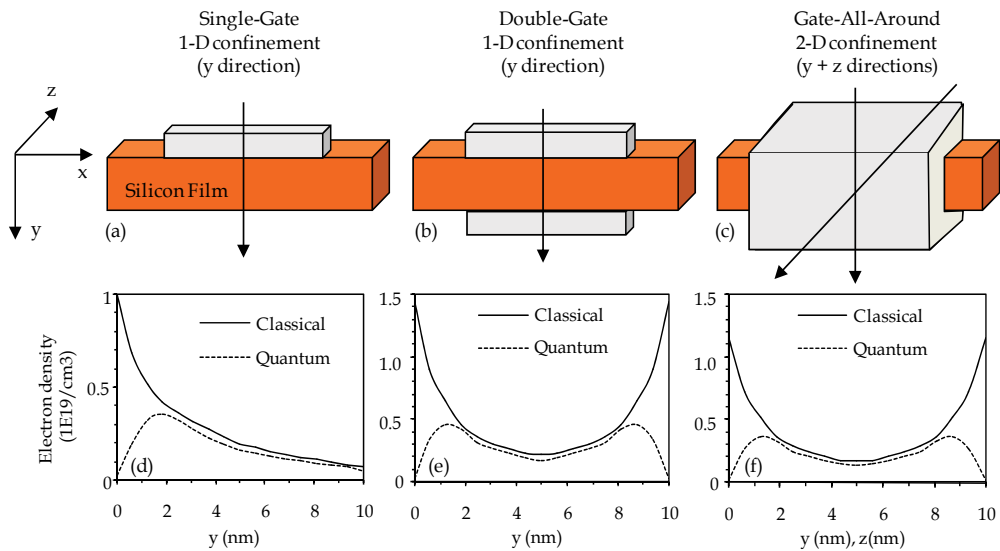 Single-Gate
1-D confinement
(y direction)
Double-Gate
1-D confinement
(y direction)
Gate-All-Around
2-D confinement
(y + z directions)
z
x
y
Silicon Film
(a)
(b)
(c)
Electron density
(1E19/cm3)
1
0.5
0
Classical
Quantum
(d)
0 2 4 6 8 10
y (nm)
1.5
1.0
0.5
0
Classical
Quantum
(e)
0 2 4 6 8 10
y (nm)
1.5
1.0
0.5
0
Classical
Quantum
(f)
0 2 4 6 8 10
y (nm), z(nm)